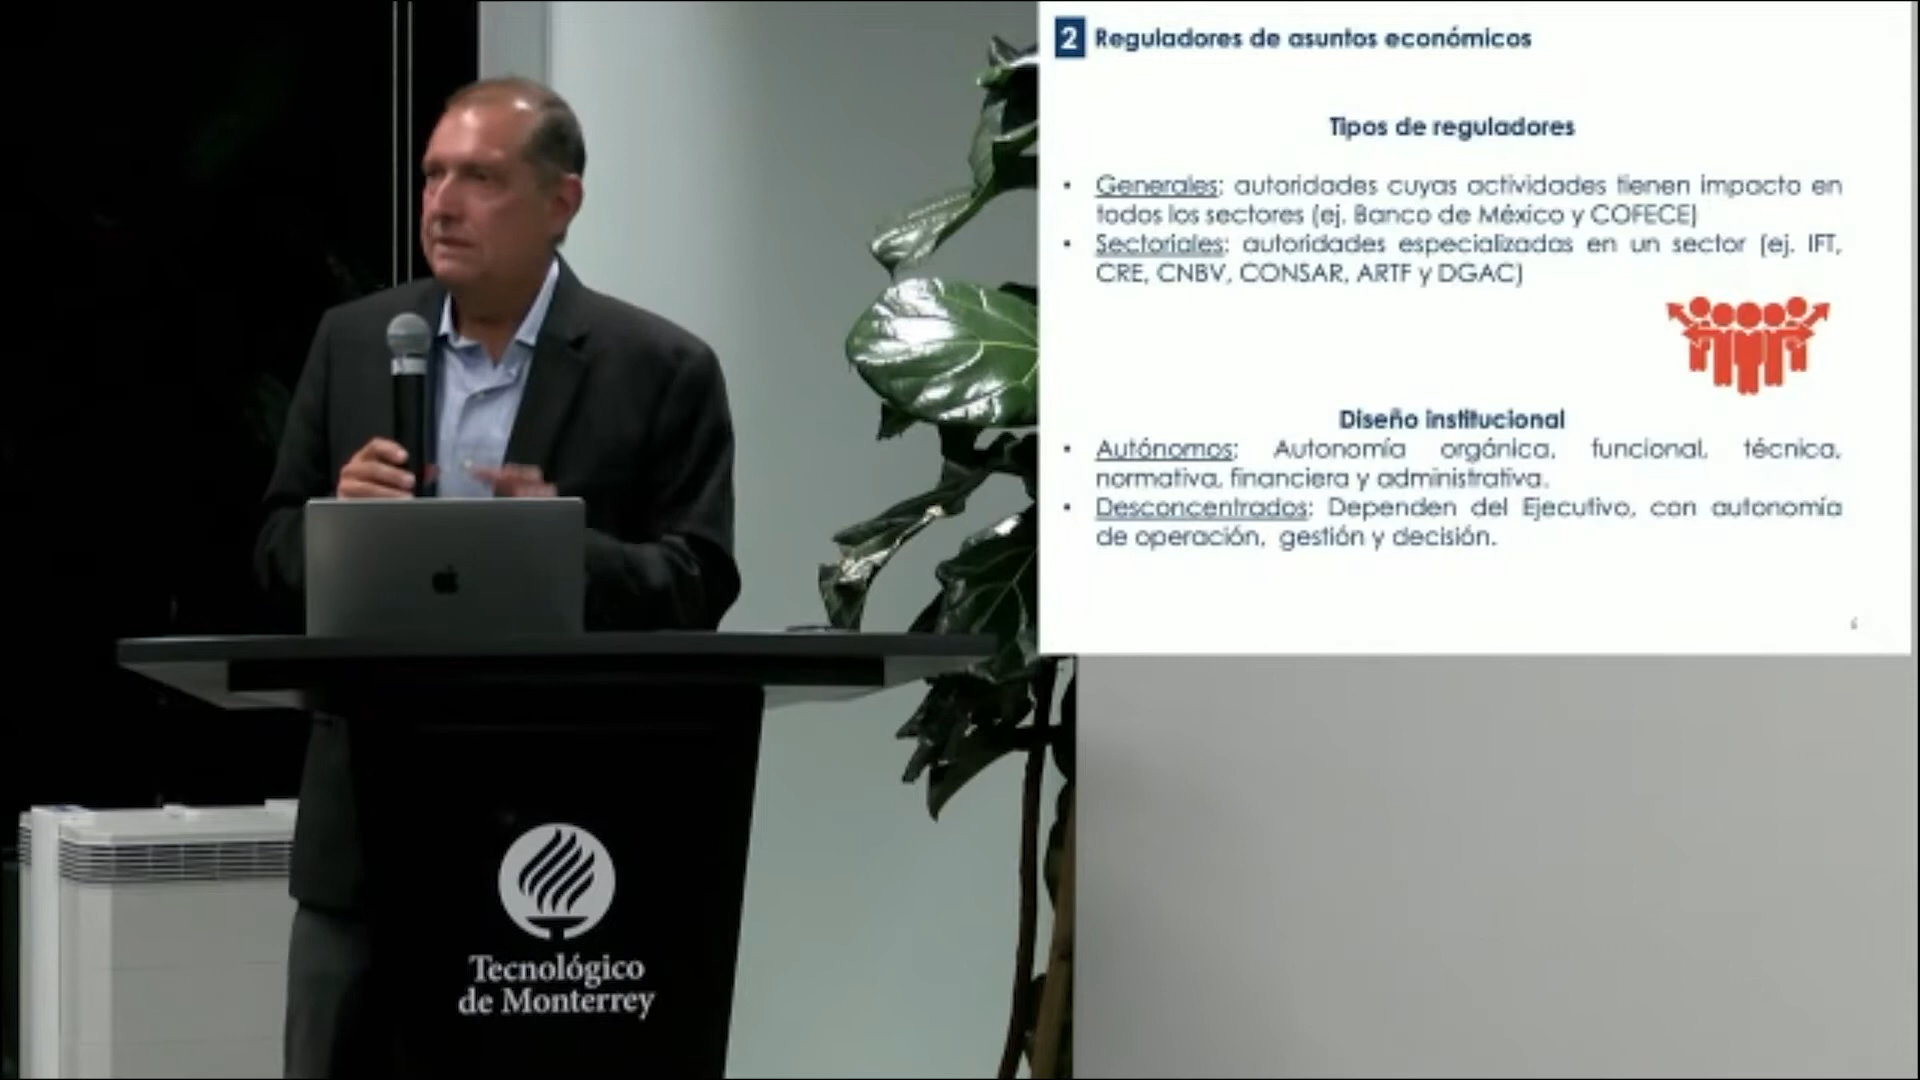 2 Reguladores de asuntos económicos
Tipos de reguladores
• Generales: autoridades cuyas actividades tienen impacto en
todos los sectores (ej. Banco de México y COFECE)
• Sectoriales: autoridades especializadas en un sector (ej. IFT,
CRE, CNBV, CONSAR, ARTF y DGAC)
Diseño institucional
• Autónomos: Autonomía orgánica, funcional, técnica,
normativa, financiera y administrativa.
• Desconcentrados: Dependen del Ejecutivo, con autonomía
de operación, gestión y decisión.
Tecnológico
de Monterrey